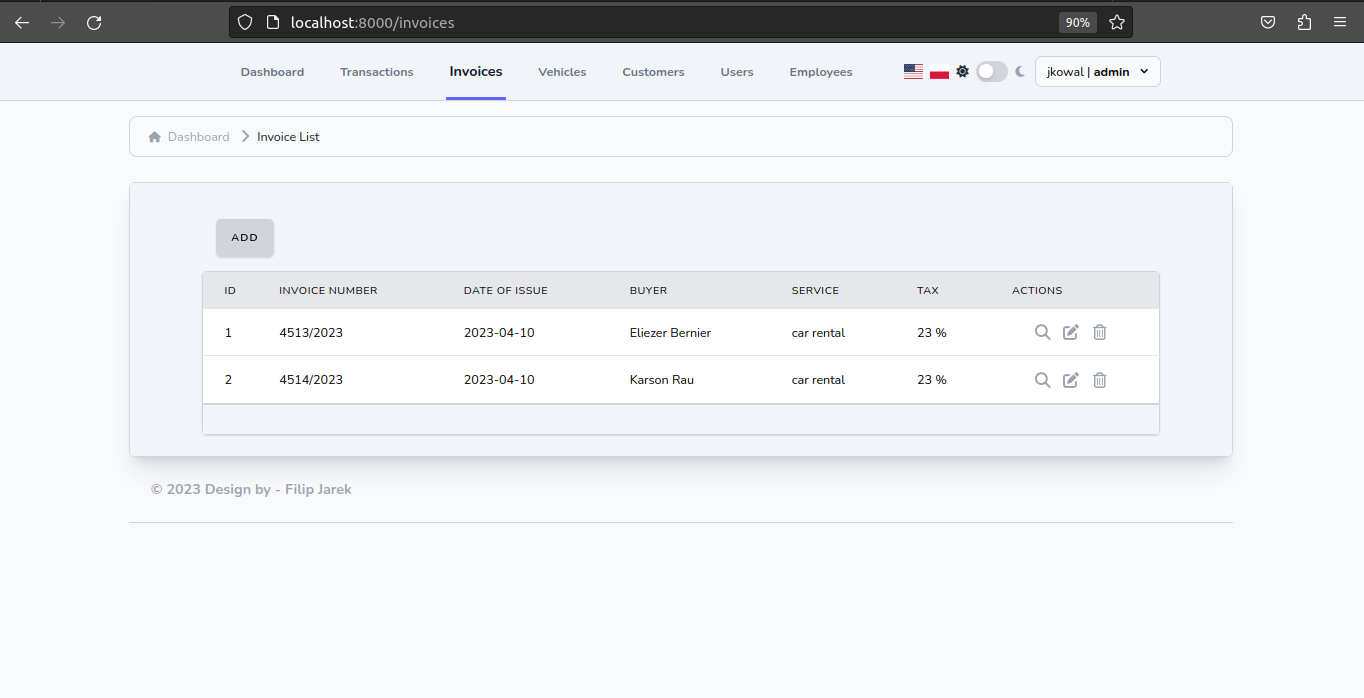 localhost:8000/invoices 90%
Dashboard Transactions Invoices Vehicles Customers Users Employees jkowal | admin
Dashboard Invoice List
ADD
ID INVOICE NUMBER DATE OF ISSUE BUYER SERVICE TAX ACTIONS
1 4513/2023 2023-04-10 Eliezer Bernier car rental 23 %
2 4514/2023 2023-04-10 Karson Rau car rental 23 %
© 2023 Design by - Filip Jarek